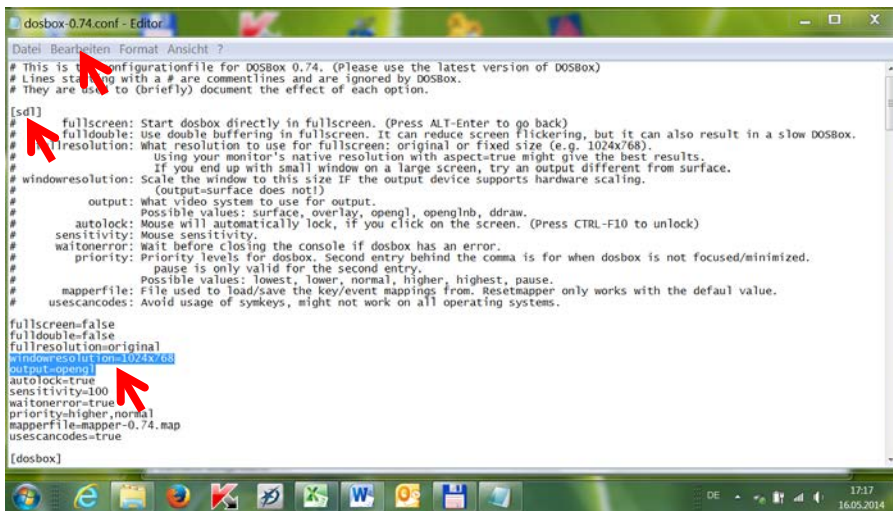 dosbox-0.74.conf - Editor
Datei Bearbeiten Format Ansicht ?
# This is configurationfile for DOSBox 0.74. (Please use the latest version of DOSBox)
# Lines with a # are commentlines and are ignored by DOSBox.
# They are to (briefly) document the effect of each option.
[sdl]
# fullscreen: Start dosbox directly in fullscreen. (Press ALT-Enter to go back)
# fulldouble: Use double buffering in fullscreen. It can reduce screen flickering, but it can also result in a slow DOSBox.
# What resolution to use for fullscreen: original or fixed size (e.g. 1024x768).
# Using your monitor's native resolution with aspect=true might give the best results.
# If you end up with small window on a large screen, try an output different from surface.
# windowresolution: Scale the window to this size IF the output device supports hardware scaling.
# (output=surface does not!)
# output: What video system to use for output.
# Possible values: surface, overlay, opengl, openglnb, ddraw.
# autolock: Mouse will automatically lock, if you click on the screen. (Press CTRL-F10 to unlock)
# sensitivity: Mouse sensitivity.
# waitonerror: Wait before closing the console if dosbox has an error.
# priority: Priority levels for dosbox. Second entry behind the comma is for when dosbox is not focused/minimized.
# pause is only valid for the second entry.
# Possible values: lowest, lower, normal, higher, highest, pause.
# mapperfile: File used to load/save the key/event mappings from. Resetmapper only works with the defaul value.
# usescancodes: Avoid usage of symkeys, might not work on all operating systems.
fullscreen=false
fulldouble=false
fullresolution=original
windowresolution=1024x768
output=opengl
autolock=true
sensitivity=100
waitonerror=true
priority=higher,normal
mapperfile=mapper-0.74.map
usescancodes=true
[dosbox]
DE
17:17
16.05.2014